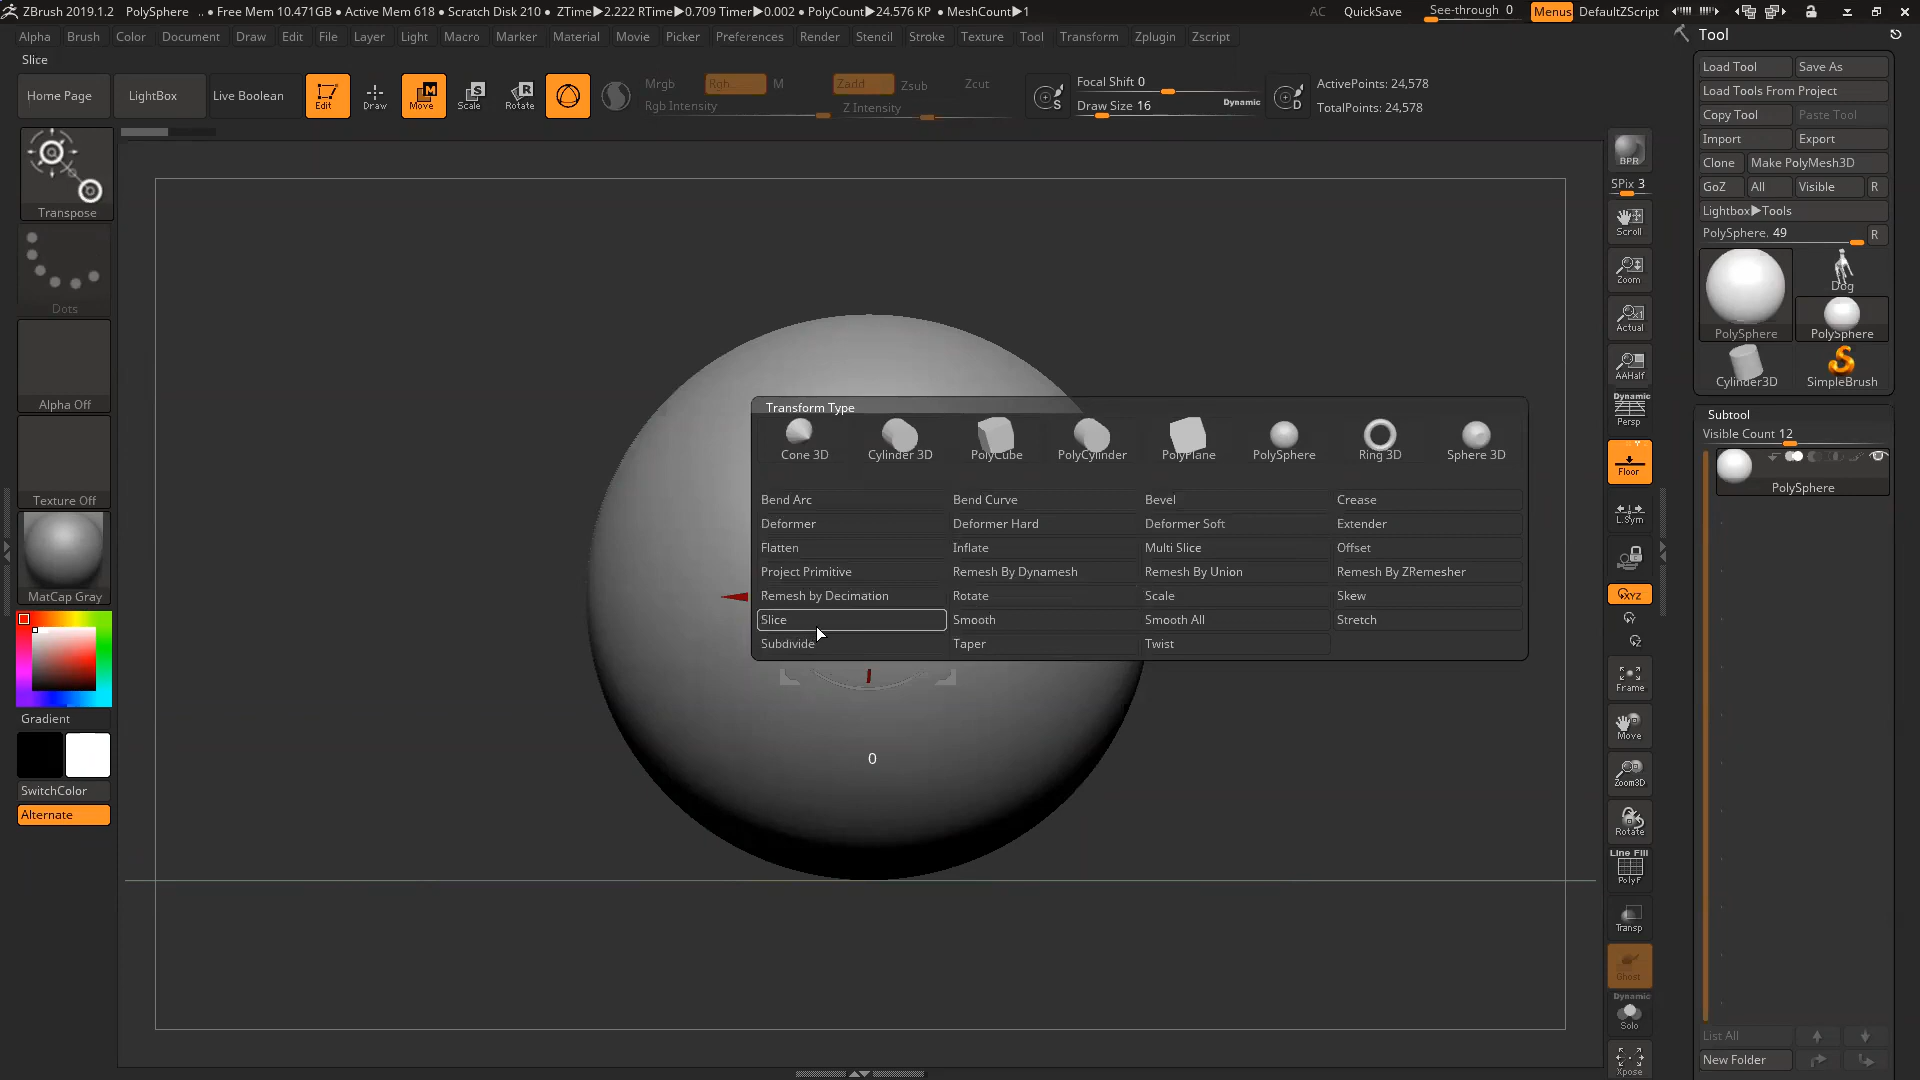 ZBrush 2019.1.2 PolySphere .. • Free Mem 10.471GB • Active Mem 618 • Scratch Disk 210 • ZTime▶2.222 RTime▶0.709 Timer▶0.002 • PolyCount▶24.576 KP • MeshCount▶1 AC QuickSave See-through 0 Menus DefaultZScript
Alpha Brush Color Document Draw Edit File Layer Light Macro Marker Material Movie Picker Preferences Render Stencil Stroke Texture Tool Transform Zplugin Zscript
Slice
Home Page LightBox Live Boolean Edit Draw Move Scale Rotate
Mrgb Rgb M Zadd Zsub Zcut
Rgb Intensity Z Intensity
Focal Shift 0
Draw Size 16 Dynamic
ActivePoints: 24,578
TotalPoints: 24,578
Transpose
Dots
Alpha Off
Texture Off
MatCap Gray
Gradient
SwitchColor
Alternate
Transform Type
Cone 3D Cylinder 3D PolyCube PolyCylinder PolyPlane PolySphere Ring 3D Sphere 3D
Bend Arc Bend Curve Bevel Crease
Deformer Deformer Hard Deformer Soft Extender
Flatten Inflate Multi Slice Offset
Project Primitive Remesh By Dynamesh Remesh By Union Remesh By ZRemesher
Remesh by Decimation Rotate Scale Skew
Slice Smooth Smooth All Stretch
Subdivide Taper Twist
0
BPR
SPix 3
Scroll
Zoom
Actual
AAHalf
Dynamic
Persp
Floor
L.Sym
XYZ
Frame
Move
Zoom3D
Rotate
Line Fill
PolyF
Transp
Ghost
Dynamic
Solo
Xpose
Tool
Load Tool Save As
Load Tools From Project
Copy Tool Paste Tool
Import Export
Clone Make PolyMesh3D
GoZ All Visible R
Lightbox▶Tools
PolySphere. 49 R
Dog
PolySphere PolySphere
Cylinder3D SimpleBrush
Subtool
Visible Count 12
PolySphere
List All
New Folder